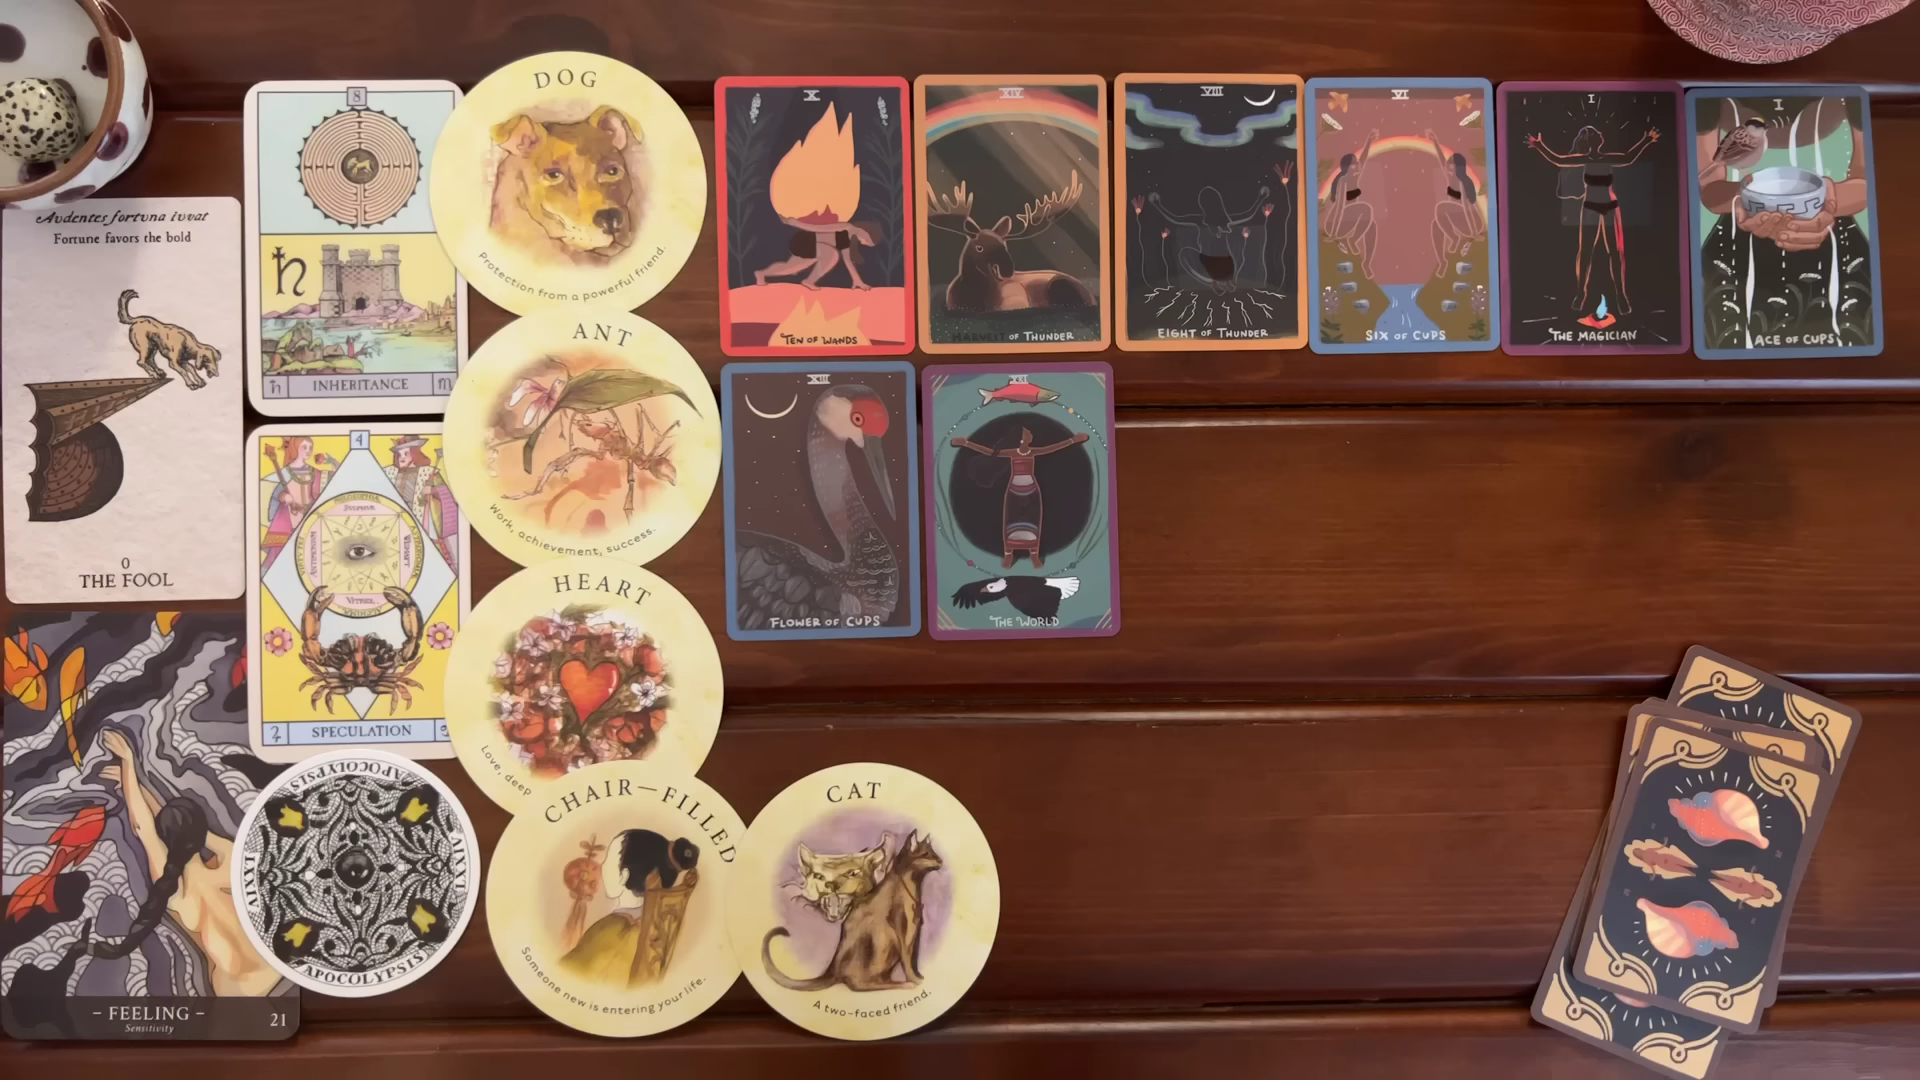 Audentes fortuna iuvat
Fortune favors the bold
0
THE FOOL
– FEELING –
Sensitivity
21
8
INHERITANCE
4
SPECULATION
APOCOLYPSIS
APOCOLYPSIS
DOG
Protection from a powerful friend.
ANT
Work, achievement, success.
HEART
Love, deep
CHAIR—FILLED
Someone new is entering your life.
CAT
A two-faced friend.
X
TEN OF WANDS
XIV
HARVEST OF THUNDER
VIII
EIGHT OF THUNDER
VI
SIX OF CUPS
I
THE MAGICIAN
I
ACE OF CUPS
XIII
FLOWER OF CUPS
XXI
THE WORLD